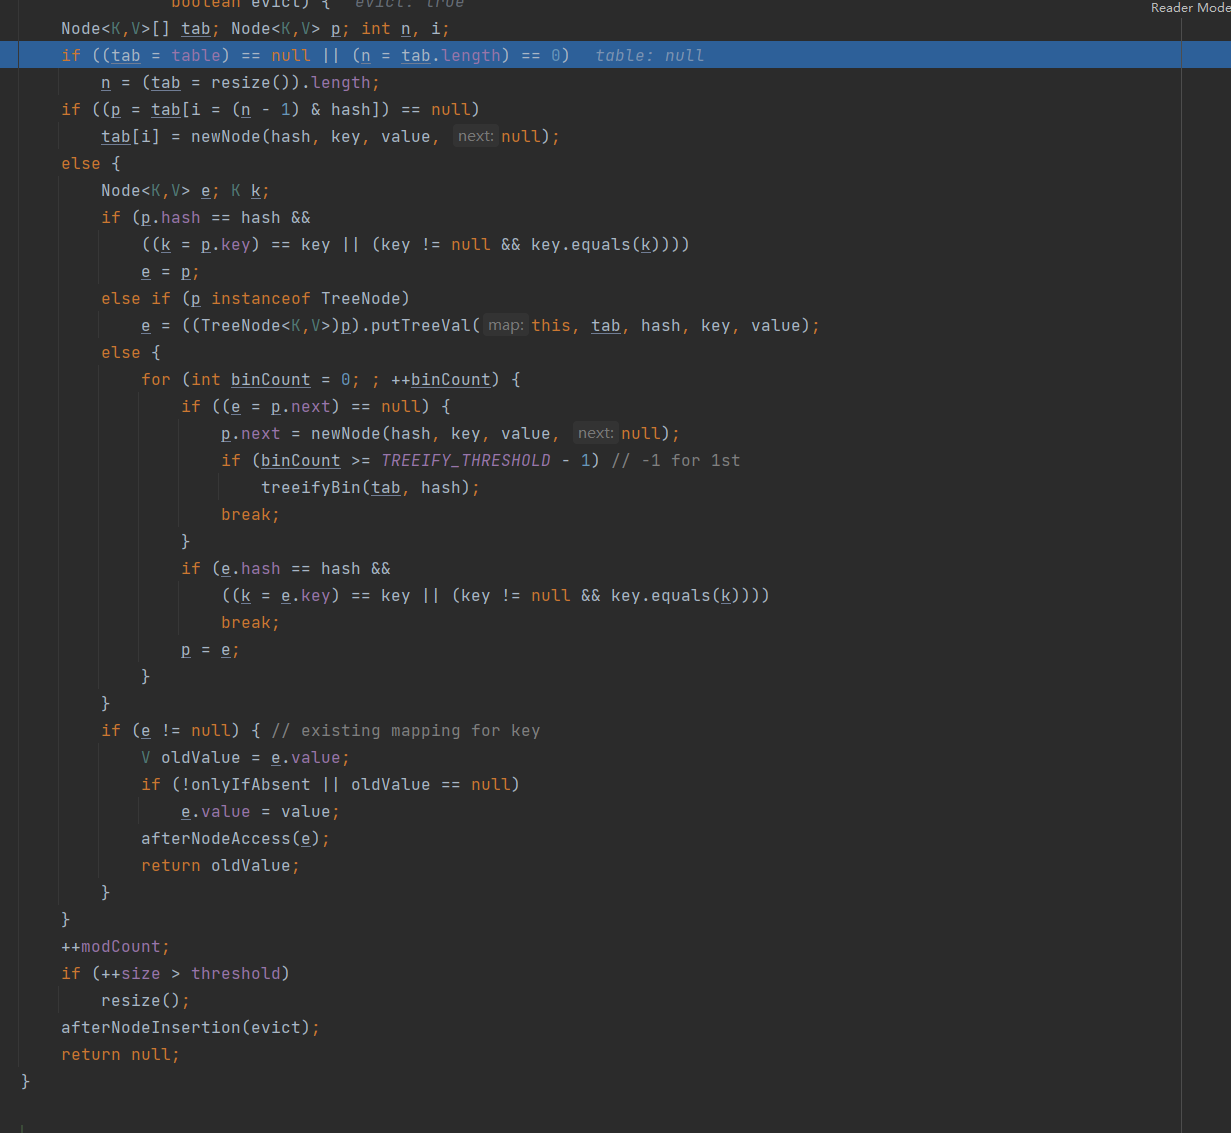 boolean evict) {   evict: true
Reader Mode
Node<K,V>[] tab; Node<K,V> p; int n, i;
if ((tab = table) == null || (n = tab.length) == 0)   table: null
n = (tab = resize()).length;
if ((p = tab[i = (n - 1) & hash]) == null)
tab[i] = newNode(hash, key, value, next: null);
else {
Node<K,V> e; K k;
if (p.hash == hash &&
((k = p.key) == key || (key != null && key.equals(k))))
e = p;
else if (p instanceof TreeNode)
e = ((TreeNode<K,V>)p).putTreeVal( map: this, tab, hash, key, value);
else {
for (int binCount = 0; ; ++binCount) {
if ((e = p.next) == null) {
p.next = newNode(hash, key, value, next: null);
if (binCount >= TREEIFY_THRESHOLD - 1) // -1 for 1st
treeifyBin(tab, hash);
break;
}
if (e.hash == hash &&
((k = e.key) == key || (key != null && key.equals(k))))
break;
p = e;
}
}
if (e != null) { // existing mapping for key
V oldValue = e.value;
if (!onlyIfAbsent || oldValue == null)
e.value = value;
afterNodeAccess(e);
return oldValue;
}
}
++modCount;
if (++size > threshold)
resize();
afterNodeInsertion(evict);
return null;
}